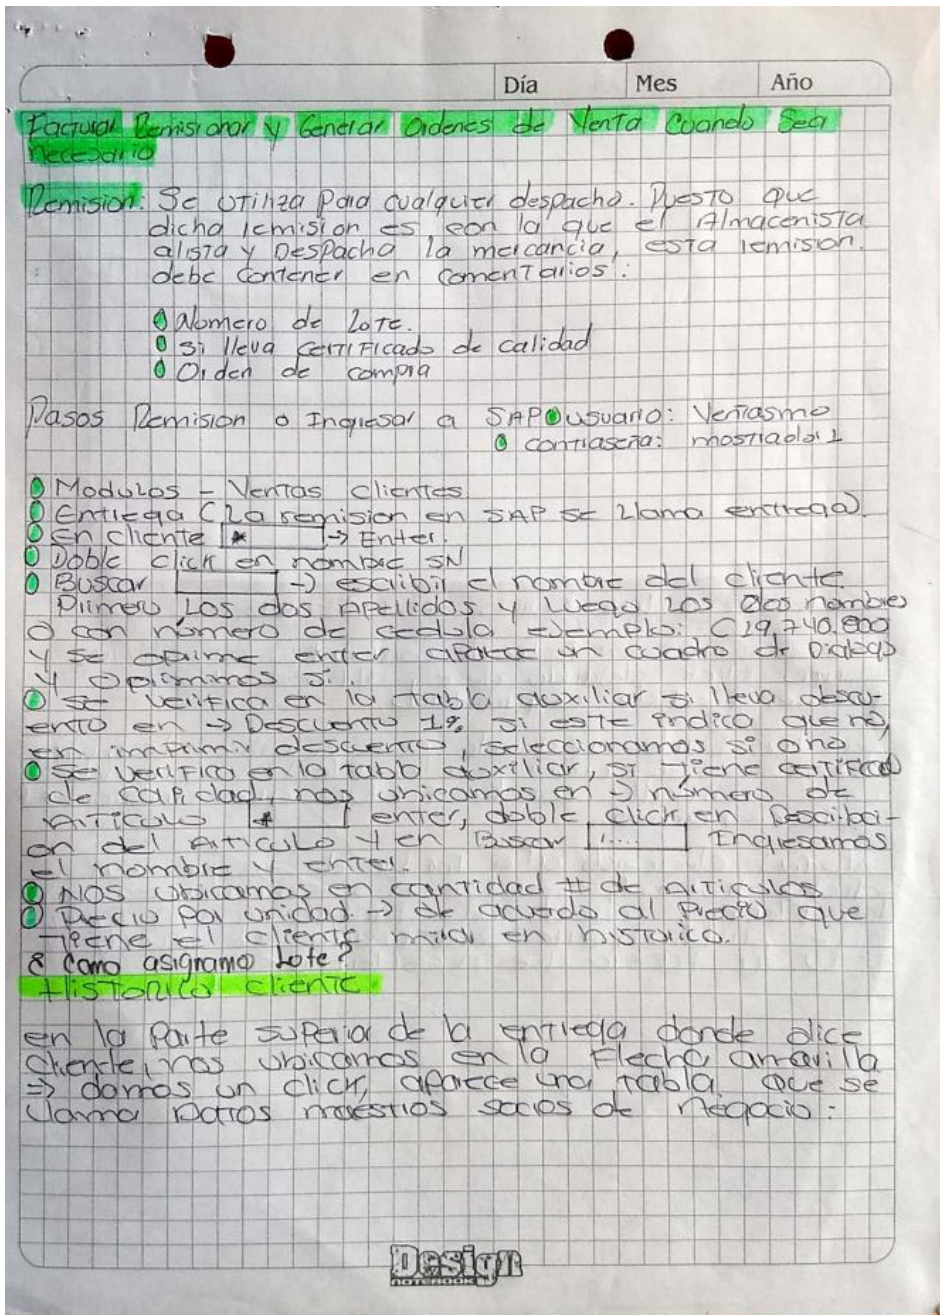 Día Mes Año
Facturar Remisionar y Generar Ordenes de Venta Cuando Sea
necesario
Remision: Se utiliza para cualquier despacho. Puesto que
dicha remision es con la que el Almacenista
alista y Despacha la mercancia, esta remision.
debe contener en comentarios:
Numero de Lote.
Si lleva certificado de calidad
Orden de compra
Pasos Remision o Ingresar a SAP usuario: Ventasmo
contraseña: mostrador 1
Modulos - Ventas clientes
Entrega (La remision en SAP se llama entrega).
En cliente * → Enter.
Doble click en nombre SN
Buscar → escribir el nombre del cliente
Primero Los dos Apellidos y Luego Los dos nombres
O con número de cedula ejemplo: C19.740.800
y se oprime enter aparece un cuadro de Dialogo
y oprimimos si.
se verifica en la tabla auxiliar si lleva descu-
ento en → Descuento 1% si este indica que no,
en imprimir descuento, seleccionamos si o no
se verifica en la tabla auxiliar, si tiene certificad
de calidad, nos ubicamos en número de
Articulo * enter, doble click en Descripci-
on del Articulo y en Buscar ..... Ingresamos
el nombre y enter.
Nos ubicamos en cantidad # de Articulos
Precio por unidad. → de acuerdo al Precio que
tiene el cliente mirar en historico.
¿ Como asignamo Lote?
Historico cliente
en la Parte superior de la entrega donde dice
cliente, nos ubicamos en la Flecha amarilla
⇒ damos un click, aparece una tabla que se
llama Datos maestros socios de negocio:
Design
NOTEBOOK